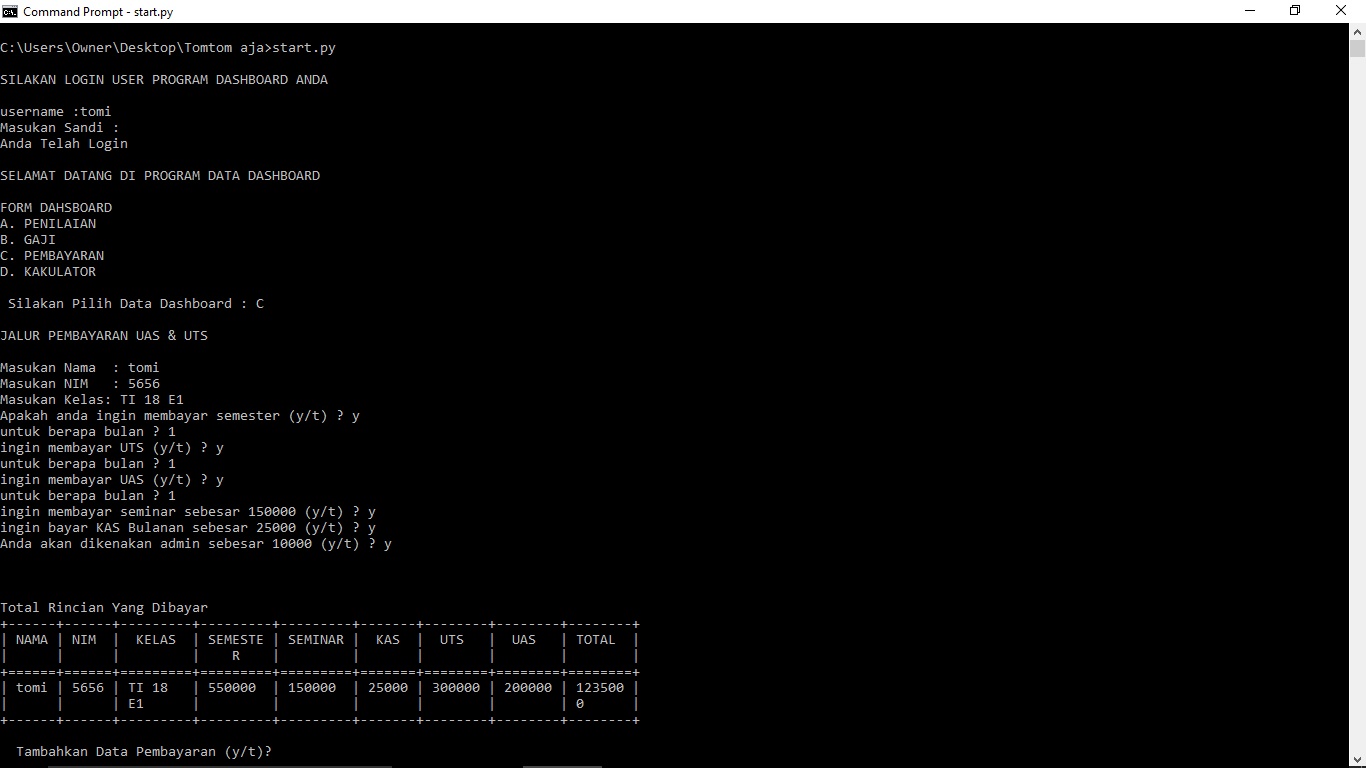 Command Prompt - start.py
C:\Users\Owner\Desktop\Tomtom aja>start.py
SILAKAN LOGIN USER PROGRAM DASHBOARD ANDA
username :tomi
Masukan Sandi :
Anda Telah Login
SELAMAT DATANG DI PROGRAM DATA DASHBOARD
FORM DAHSBOARD
A. PENILAIAN
B. GAJI
C. PEMBAYARAN
D. KAKULATOR
 Silakan Pilih Data Dashboard : C
JALUR PEMBAYARAN UAS & UTS
Masukan Nama  : tomi
Masukan NIM   : 5656
Masukan Kelas: TI 18 E1
Apakah anda ingin membayar semester (y/t) ? y
untuk berapa bulan ? 1
ingin membayar UTS (y/t) ? y
untuk berapa bulan ? 1
ingin membayar UAS (y/t) ? y
untuk berapa bulan ? 1
ingin membayar seminar sebesar 150000 (y/t) ? y
ingin bayar KAS Bulanan sebesar 25000 (y/t) ? y
Anda akan dikenakan admin sebesar 10000 (y/t) ? y
Total Rincian Yang Dibayar
+------+------+---------+---------+---------+-------+--------+--------+--------+
| NAMA | NIM  |  KELAS  | SEMESTE | SEMINAR |  KAS  |  UTS   |  UAS   | TOTAL  |
|      |      |         |    R    |         |       |        |        |        |
+======+======+=========+=========+=========+=======+========+========+========+
| tomi | 5656 | TI 18   | 550000  | 150000  | 25000 | 300000 | 200000 | 123500 |
|      |      | E1      |         |         |       |        |        | 0      |
+------+------+---------+---------+---------+-------+--------+--------+--------+
  Tambahkan Data Pembayaran (y/t)?